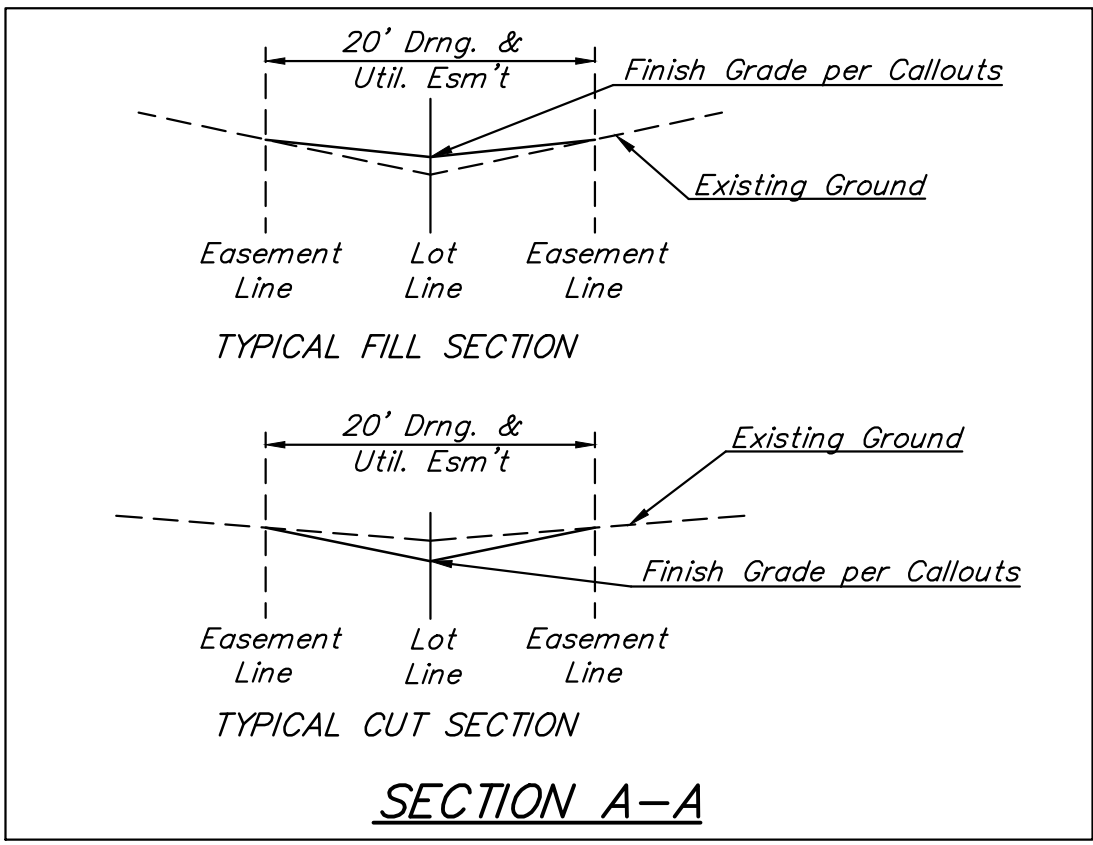 20' Drng. &
Util. Esm't
Finish Grade per Callouts
Existing Ground
Easement
Line
Lot
Line
Easement
Line
TYPICAL FILL SECTION
20' Drng. &
Util. Esm't
Existing Ground
Finish Grade per Callouts
Easement
Line
Lot
Line
Easement
Line
TYPICAL CUT SECTION
SECTION A-A